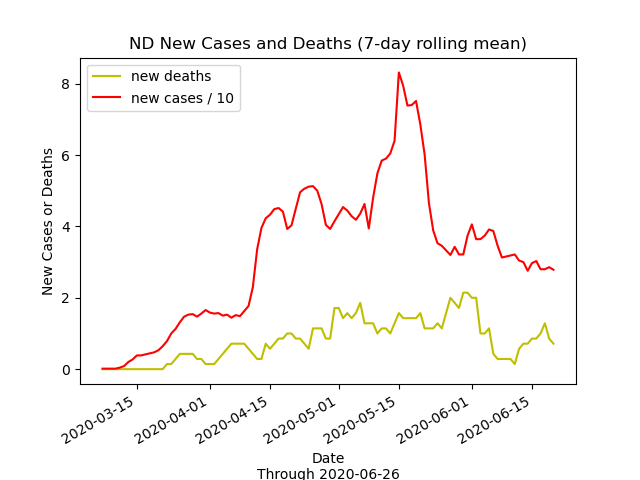 ND New Cases and Deaths (7-day rolling mean)
new deaths
new cases / 10
New Cases or Deaths
8
6
4
2
0
2020-03-15
2020-04-01
2020-04-15
2020-05-01
2020-05-15
2020-06-01
2020-06-15
Date
Through 2020-06-26